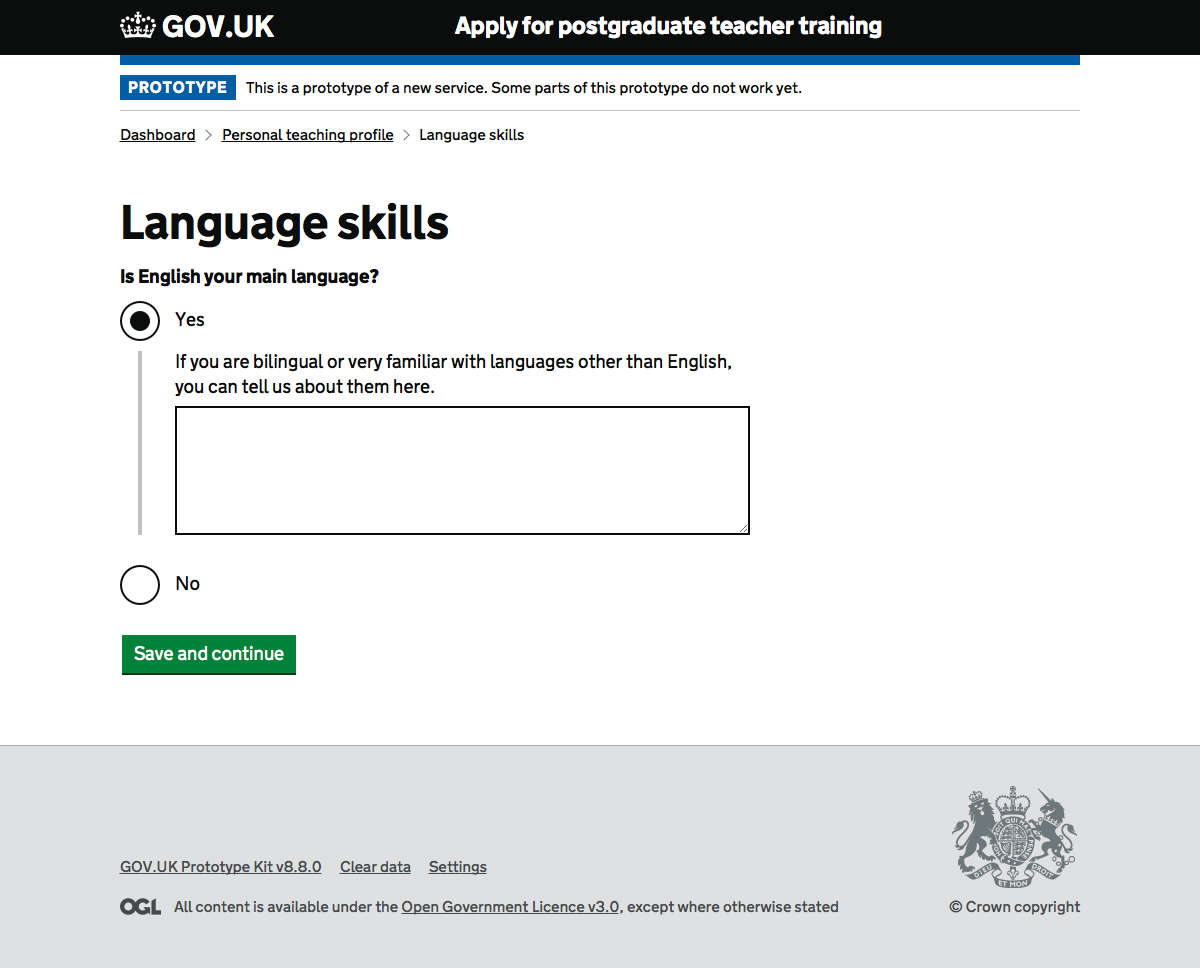 GOV.UK
Apply for postgraduate teacher training
PROTOTYPE This is a prototype of a new service. Some parts of this prototype do not work yet.
Dashboard > Personal teaching profile > Language skills
Language skills
Is English your main language?
Yes
If you are bilingual or very familiar with languages other than English,
you can tell us about them here.
No
Save and continue
GOV.UK Prototype Kit v8.8.0 Clear data Settings
OGL All content is available under the Open Government Licence v3.0, except where otherwise stated
DIEU ET MON DROIT
© Crown copyright